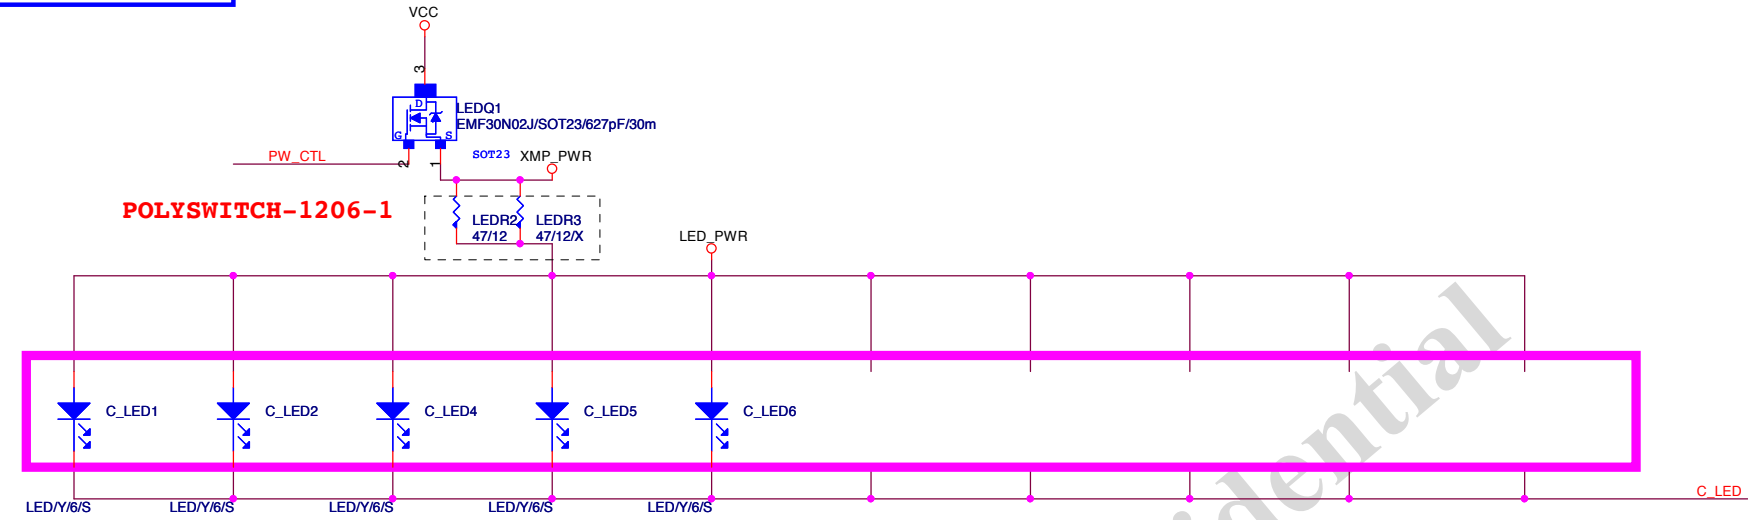 VCC
3
D
LEDQ1
EMF30N02J/SOT23/627pF/30m
G
S
PW_CTL
2
1
SOT23
XMP_PWR
POLYSWITCH-1206-1
LEDR2
47/12
LEDR3
47/12/X
LED_PWR
C_LED1
C_LED2
C_LED4
C_LED5
C_LED6
C_LED
LED/Y/6/S
LED/Y/6/S
LED/Y/6/S
LED/Y/6/S
LED/Y/6/S
idential